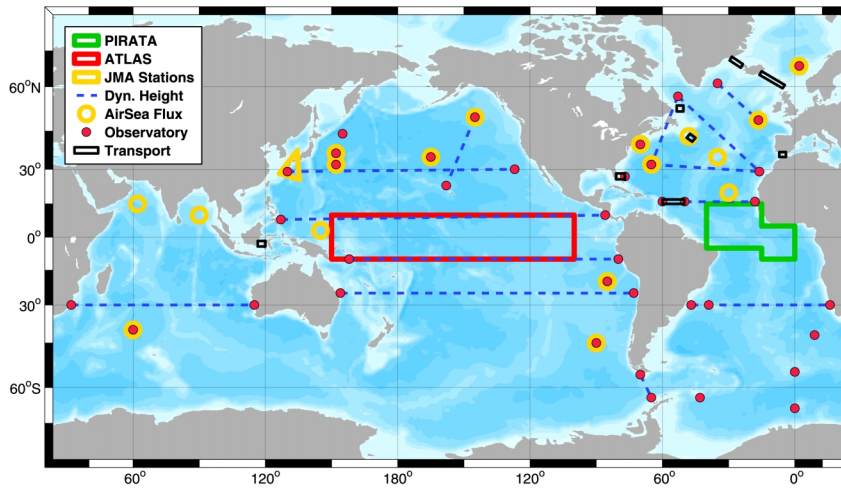 PIRATA
ATLAS
JMA Stations
Dyn. Height
AirSea Flux
Observatory
Transport
60°N
30°N
0°
30°S
60°S
60° 120° 180° 120° 60° 0°